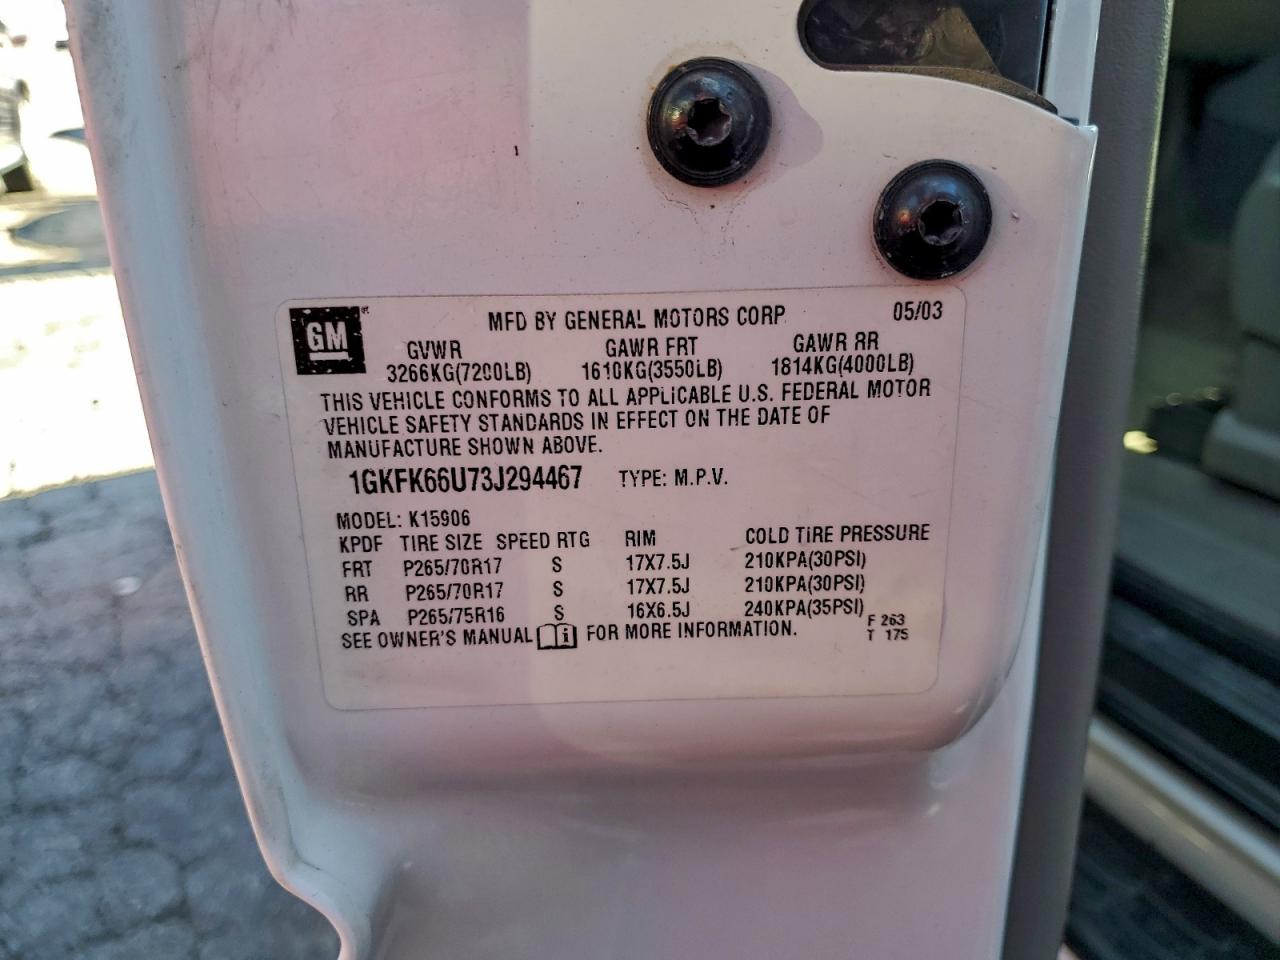 GM
MFD BY GENERAL MOTORS CORP 05/03
GVWR GAWR FRT GAWR RR
3266KG(7200LB) 1610KG(3550LB) 1814KG(4000LB)
THIS VEHICLE CONFORMS TO ALL APPLICABLE U.S. FEDERAL MOTOR
VEHICLE SAFETY STANDARDS IN EFFECT ON THE DATE OF
MANUFACTURE SHOWN ABOVE.
1GKFK66U73J294467 TYPE: M.P.V.
MODEL: K15906
KPDF TIRE SIZE SPEED RTG RIM COLD TIRE PRESSURE
FRT P265/70R17 S 17X7.5J 210KPA(30PSI)
RR P265/70R17 S 17X7.5J 210KPA(30PSI)
SPA P265/75R16 S 16X6.5J 240KPA(35PSI)
SEE OWNER'S MANUAL i FOR MORE INFORMATION.
F 263
T 175